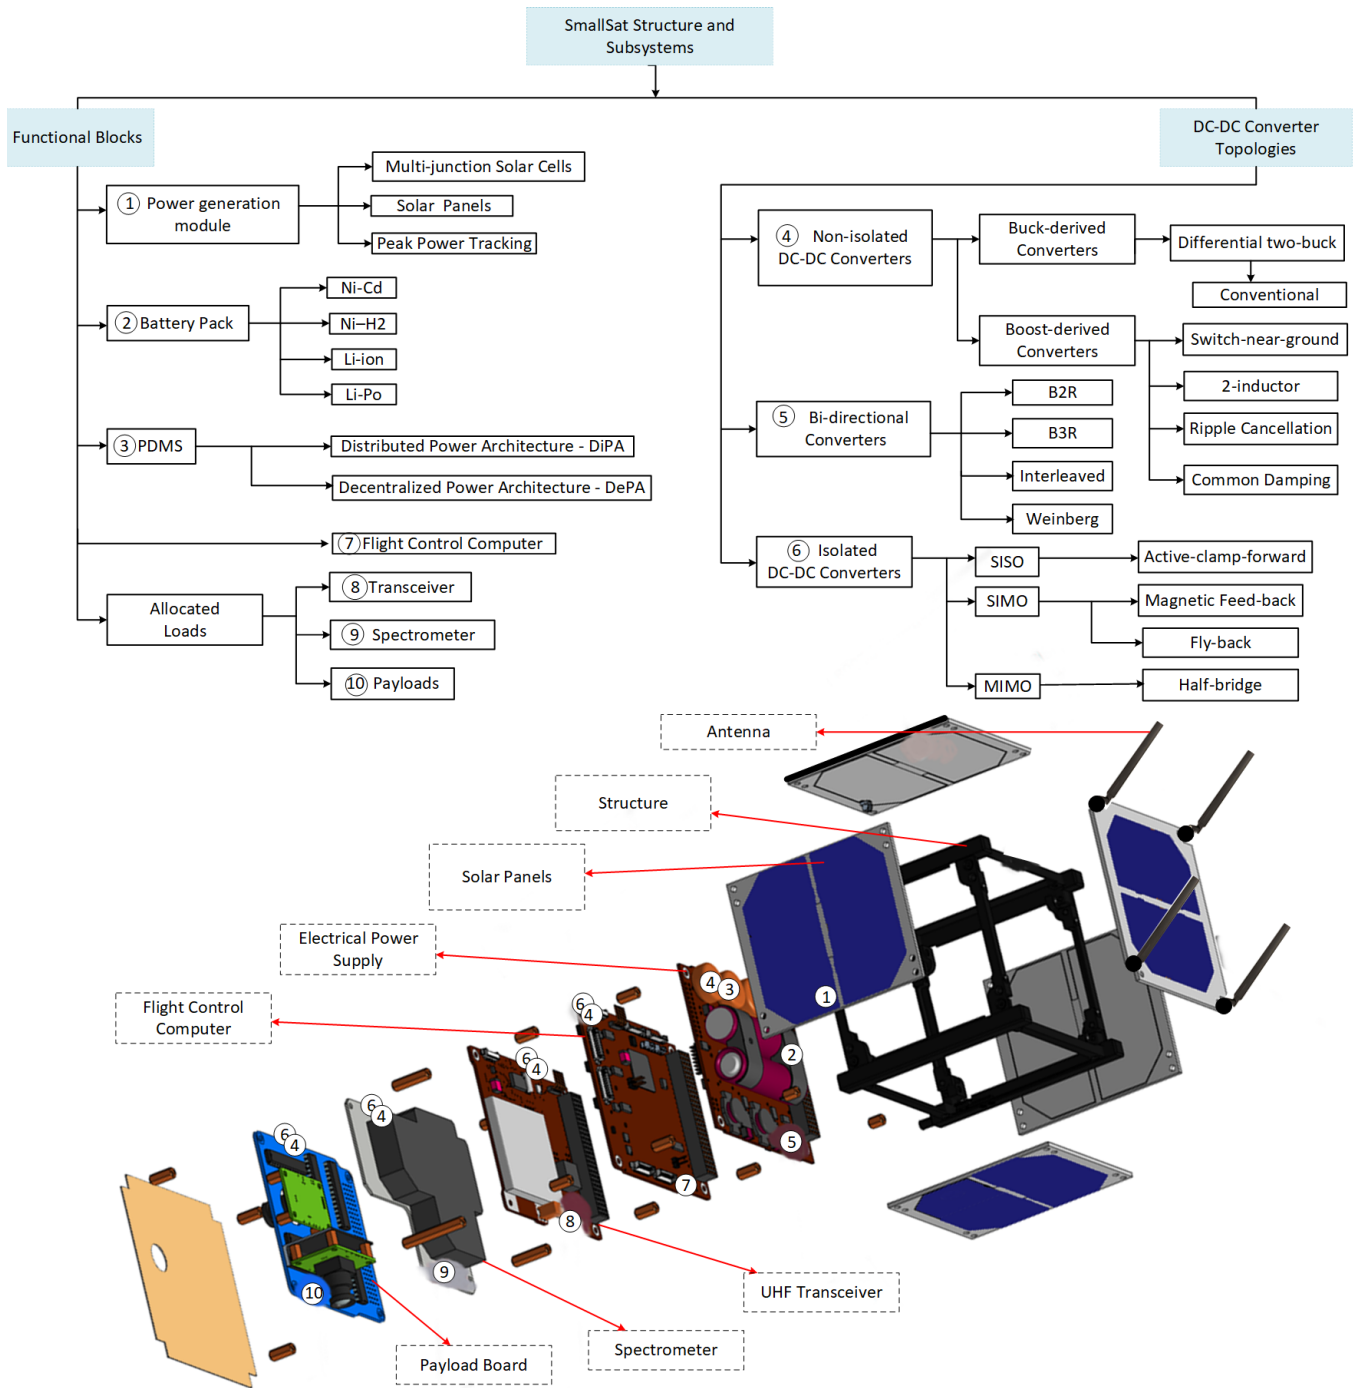 SmallSat Structure and
Subsystems
Functional Blocks
DC-DC Converter
Topologies
1 Power generation
module
Multi-junction Solar Cells
Solar Panels
Peak Power Tracking
2 Battery Pack
Ni-Cd
Ni–H2
Li-ion
Li-Po
3 PDMS
Distributed Power Architecture - DiPA
Decentralized Power Architecture - DePA
7 Flight Control Computer
Allocated
Loads
8 Transceiver
9 Spectrometer
10 Payloads
4 Non-isolated
DC-DC Converters
Buck-derived
Converters
Differential two-buck
Conventional
Boost-derived
Converters
Switch-near-ground
2-inductor
Ripple Cancellation
Common Damping
5 Bi-directional
Converters
B2R
B3R
Interleaved
Weinberg
6 Isolated
DC-DC Converters
SISO
Active-clamp-forward
SIMO
Magnetic Feed-back
Fly-back
MIMO
Half-bridge
Antenna
Structure
Solar Panels
Electrical Power
Supply
Flight Control
Computer
1
4 3
2
5
6
4
7
6
4
8
6
4
9
6
4
10
UHF Transceiver
Spectrometer
Payload Board